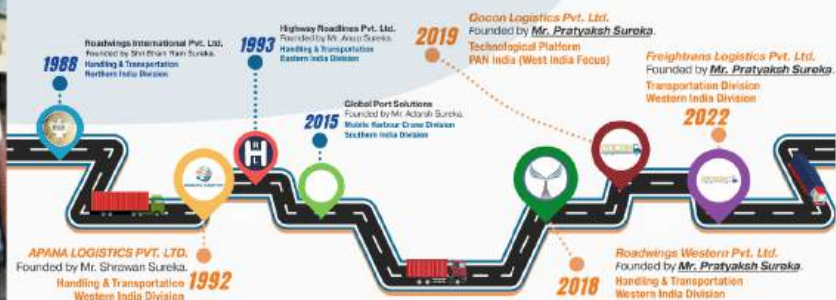 1988
Roadwings International Pvt. Ltd.
Founded by Shri Bhani Ram Sureka.
Handling & Transportation
Northern India Division
1993
Highway Roadlines Pvt. Ltd.
Founded by Mr. Anup Sureka.
Handling & Transportation
Eastern India Division
2015
Global Port Solutions
Founded by Mr. Adarsh Sureka.
Mobile Harbour Crane Division
Southern India Division
2019
Gocon Logistics Pvt. Ltd.
Founded by Mr. Pratyaksh Sureka.
Technological Platform
PAN India (West India Focus)
Freightrans Logistics Pvt. Ltd.
Founded by Mr. Pratyaksh Sureka.
Transportation Division
Western India Division
2022
H
R L
APANA LOGISTICS PVT. LTD.
Founded by Mr. Shrawan Sureka.
Handling & Transportation
Western India Division
1992
2018
Roadwings Western Pvt. Ltd.
Founded by Mr. Pratyaksh Sureka.
Handling & Transportation
Western India Division